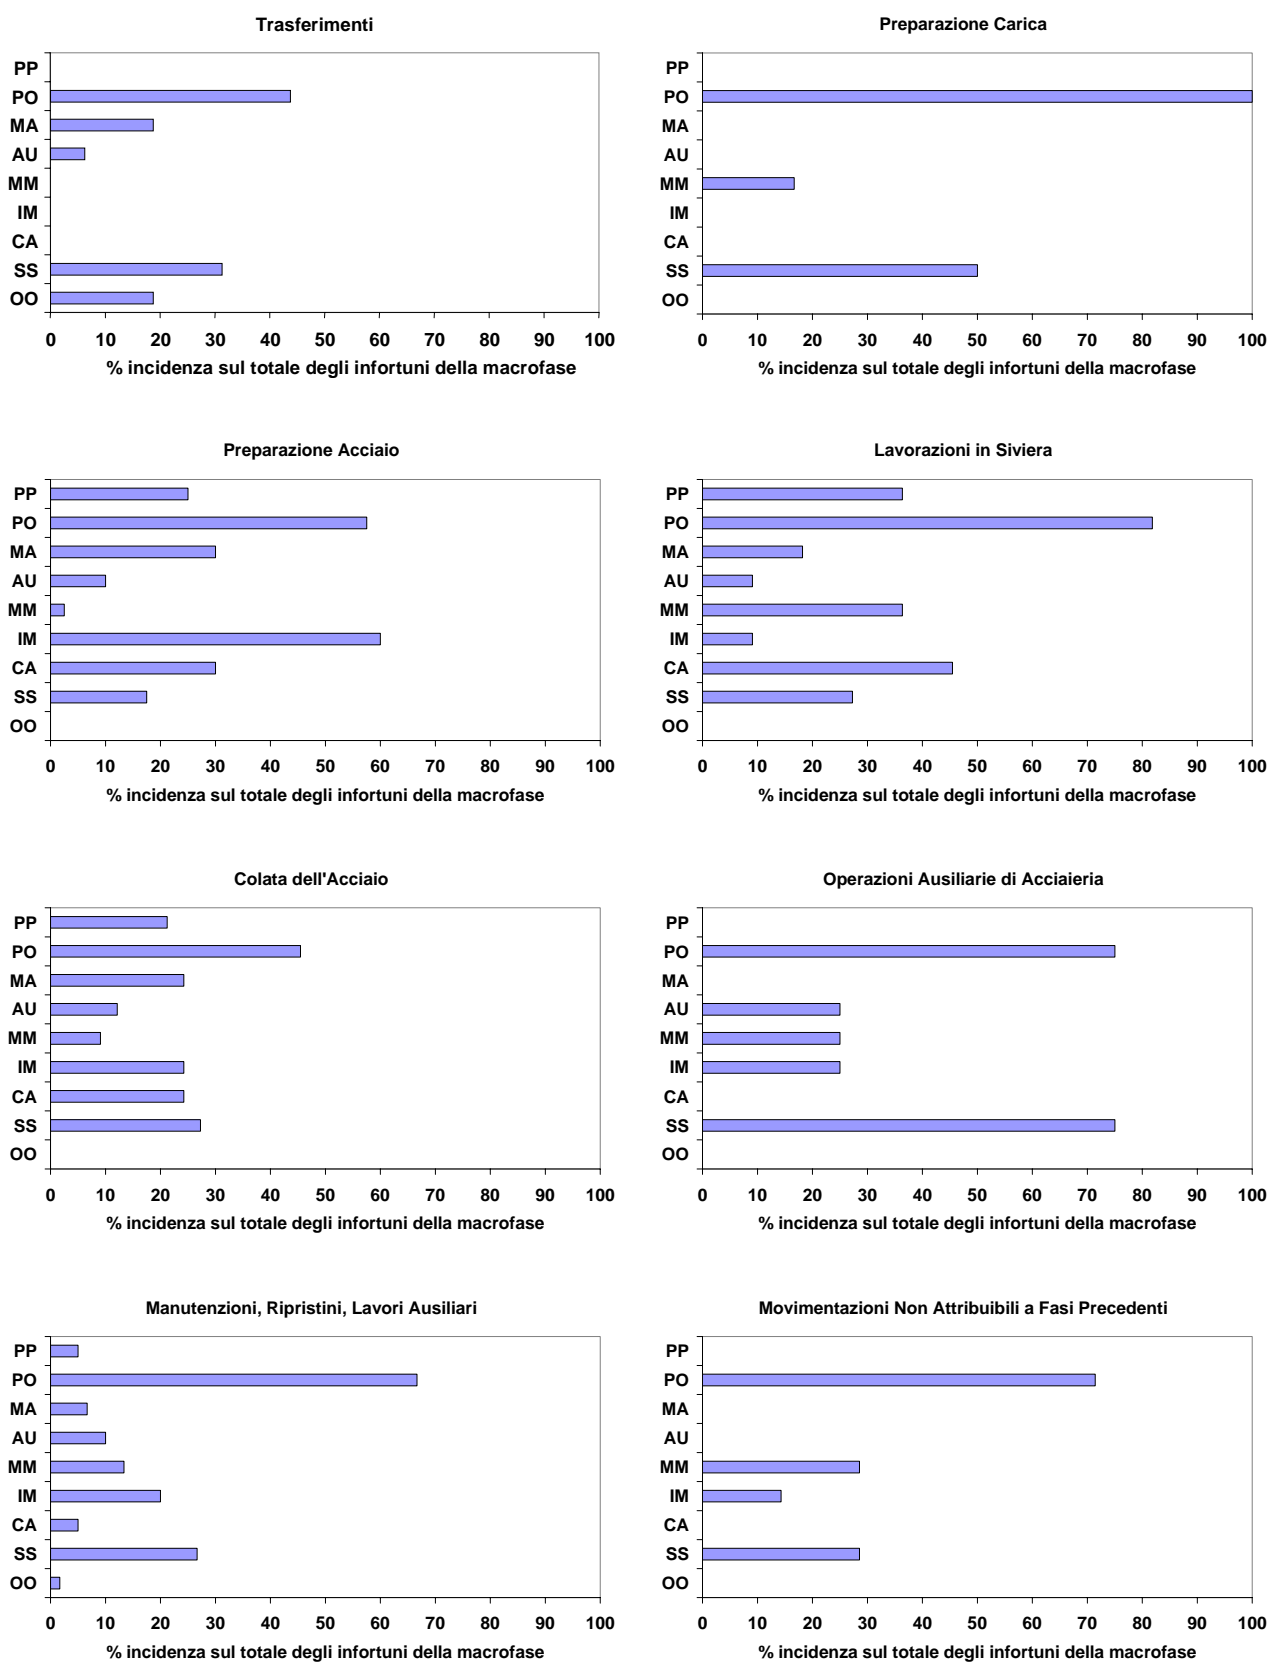 Trasferimenti
PP
PO
MA
AU
MM
IM
CA
SS
OO
0 10 20 30 40 50 60 70 80 90 100
% incidenza sul totale degli infortuni della macrofase
Preparazione Carica
PP
PO
MA
AU
MM
IM
CA
SS
OO
0 10 20 30 40 50 60 70 80 90 100
% incidenza sul totale degli infortuni della macrofase
Preparazione Acciaio
PP
PO
MA
AU
MM
IM
CA
SS
OO
0 10 20 30 40 50 60 70 80 90 100
% incidenza sul totale degli infortuni della macrofase
Lavorazioni in Siviera
PP
PO
MA
AU
MM
IM
CA
SS
OO
0 10 20 30 40 50 60 70 80 90 100
% incidenza sul totale degli infortuni della macrofase
Colata dell'Acciaio
PP
PO
MA
AU
MM
IM
CA
SS
OO
0 10 20 30 40 50 60 70 80 90 100
% incidenza sul totale degli infortuni della macrofase
Operazioni Ausiliarie di Acciaieria
PP
PO
MA
AU
MM
IM
CA
SS
OO
0 10 20 30 40 50 60 70 80 90 100
% incidenza sul totale degli infortuni della macrofase
Manutenzioni, Ripristini, Lavori Ausiliari
PP
PO
MA
AU
MM
IM
CA
SS
OO
0 10 20 30 40 50 60 70 80 90 100
% incidenza sul totale degli infortuni della macrofase
Movimentazioni Non Attribuibili a Fasi Precedenti
PP
PO
MA
AU
MM
IM
CA
SS
OO
0 10 20 30 40 50 60 70 80 90 100
% incidenza sul totale degli infortuni della macrofase